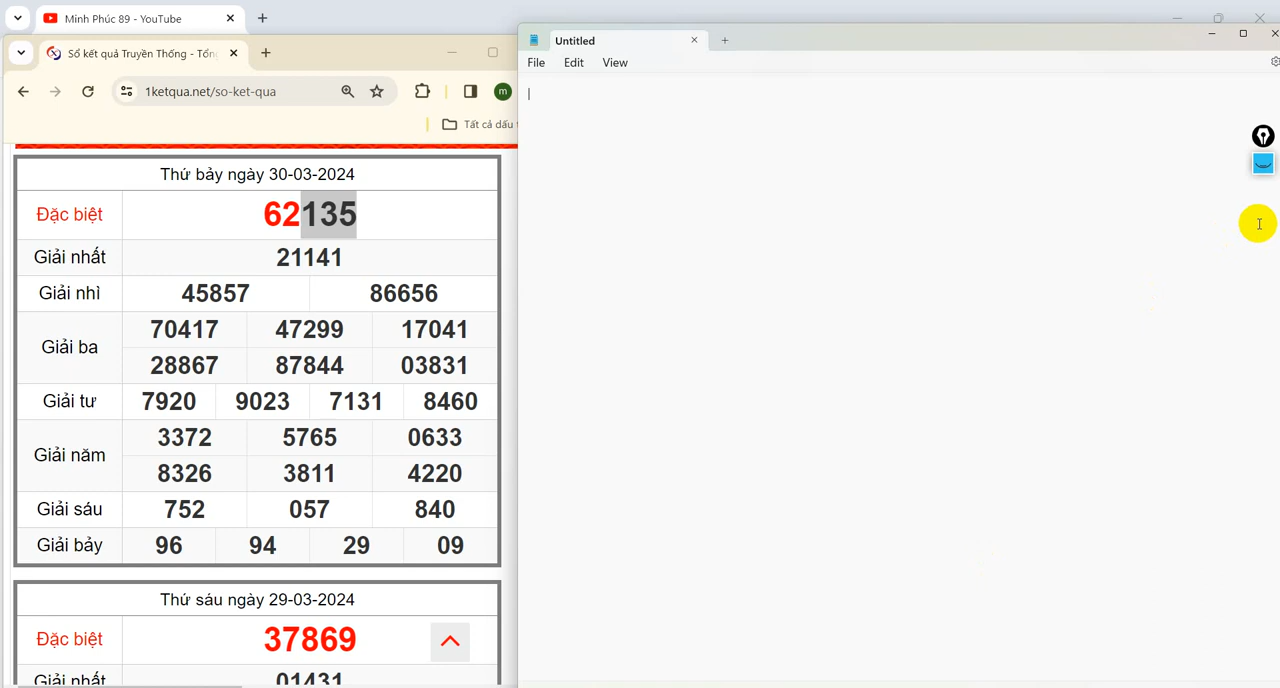 Minh Phúc 89 - YouTube
Sổ kết quả Truyền Thống - Tổn
1ketqua.net/so-ket-qua
m
Tất cả dấu
Thứ bảy ngày 30-03-2024
Đặc biệt 62135
Giải nhất 21141
Giải nhì 45857 86656
Giải ba 70417 47299 17041
28867 87844 03831
Giải tư 7920 9023 7131 8460
Giải năm 3372 5765 0633
8326 3811 4220
Giải sáu 752 057 840
Giải bảy 96 94 29 09
Thứ sáu ngày 29-03-2024
Đặc biệt 37869
Giải nhất 01431
Untitled
File Edit View